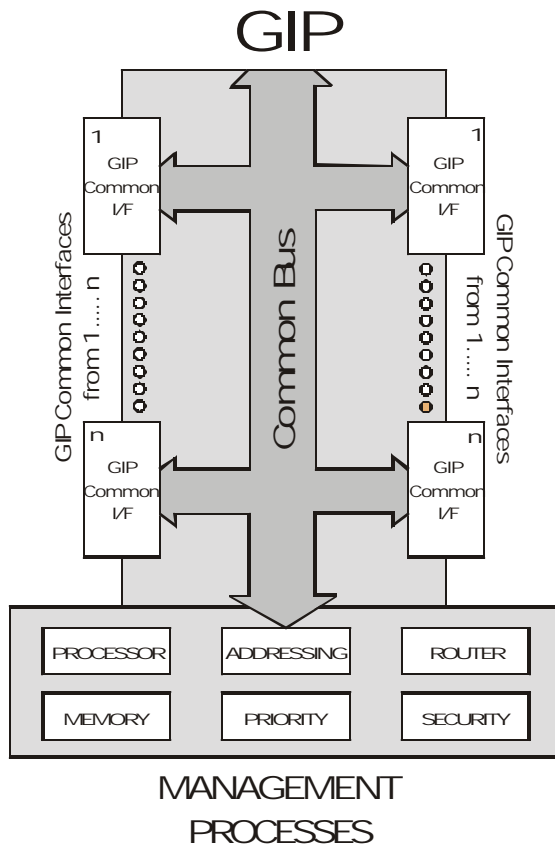 GIP
1
GIP
Common
I/F
1
GIP
Common
I/F
GIP Common Interfaces
from 1..... n
Common Bus
GIP Common Interfaces
from 1..... n
n
GIP
Common
I/F
n
GIP
Common
I/F
PROCESSOR
ADDRESSING
ROUTER
MEMORY
PRIORITY
SECURITY
MANAGEMENT
PROCESSES